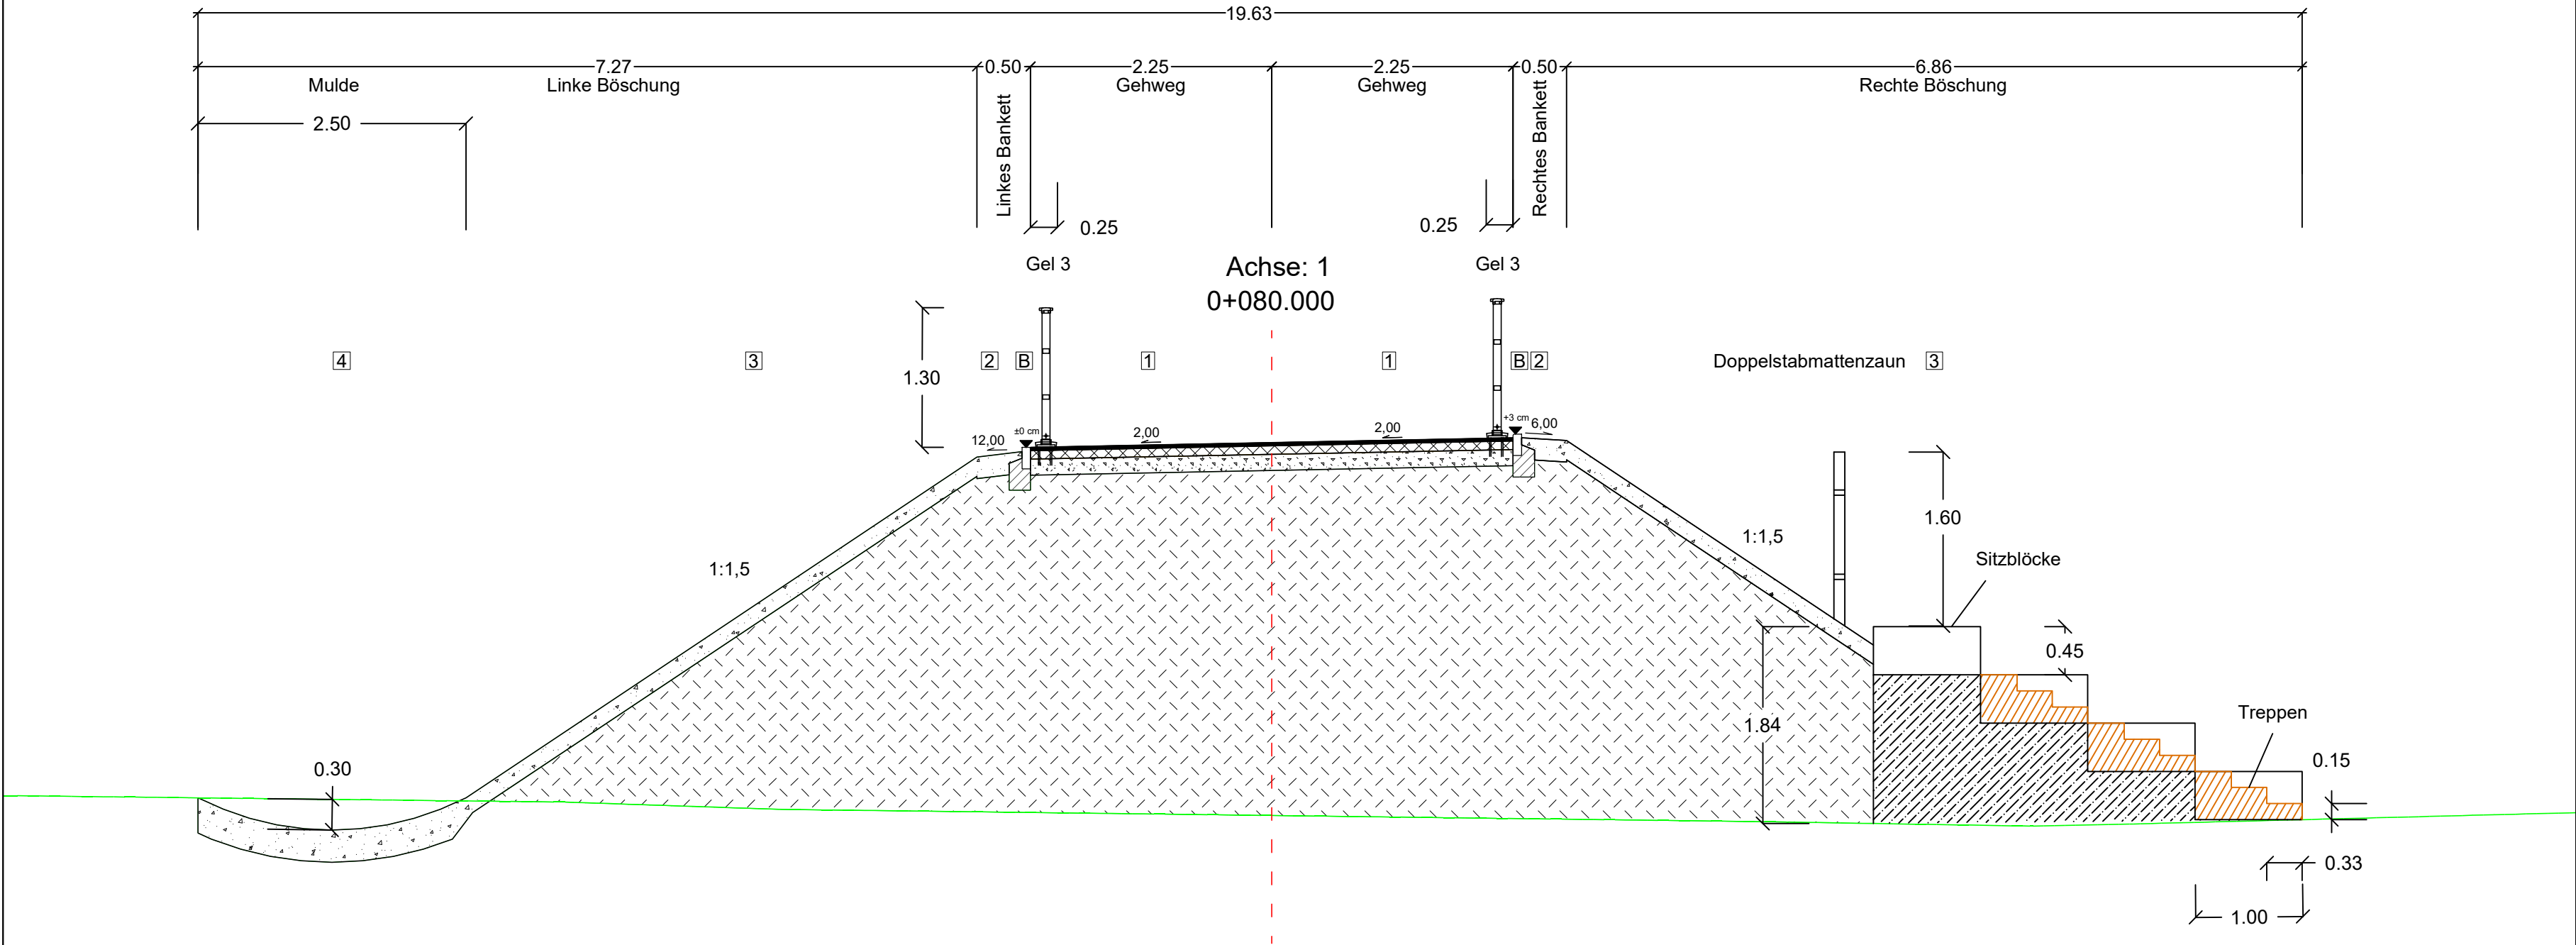 19.63
7.27
0.50
2.25
2.25
0.50
6.86
Mulde
Linke Böschung
Linkes Bankett
Gehweg
Gehweg
Rechtes Bankett
Rechte Böschung
2.50
0.25
0.25
Gel 3
Achse: 1
Gel 3
0+080.000
4
3
1.30
2
B
1
1
B
2
Doppelstabmattenzaun
3
12,00
±0 cm
2,00
2,00
+3 cm
6,00
1:1,5
1:1,5
1.60
Sitzblöcke
0.45
1.84
Treppen
0.30
0.15
0.33
1.00